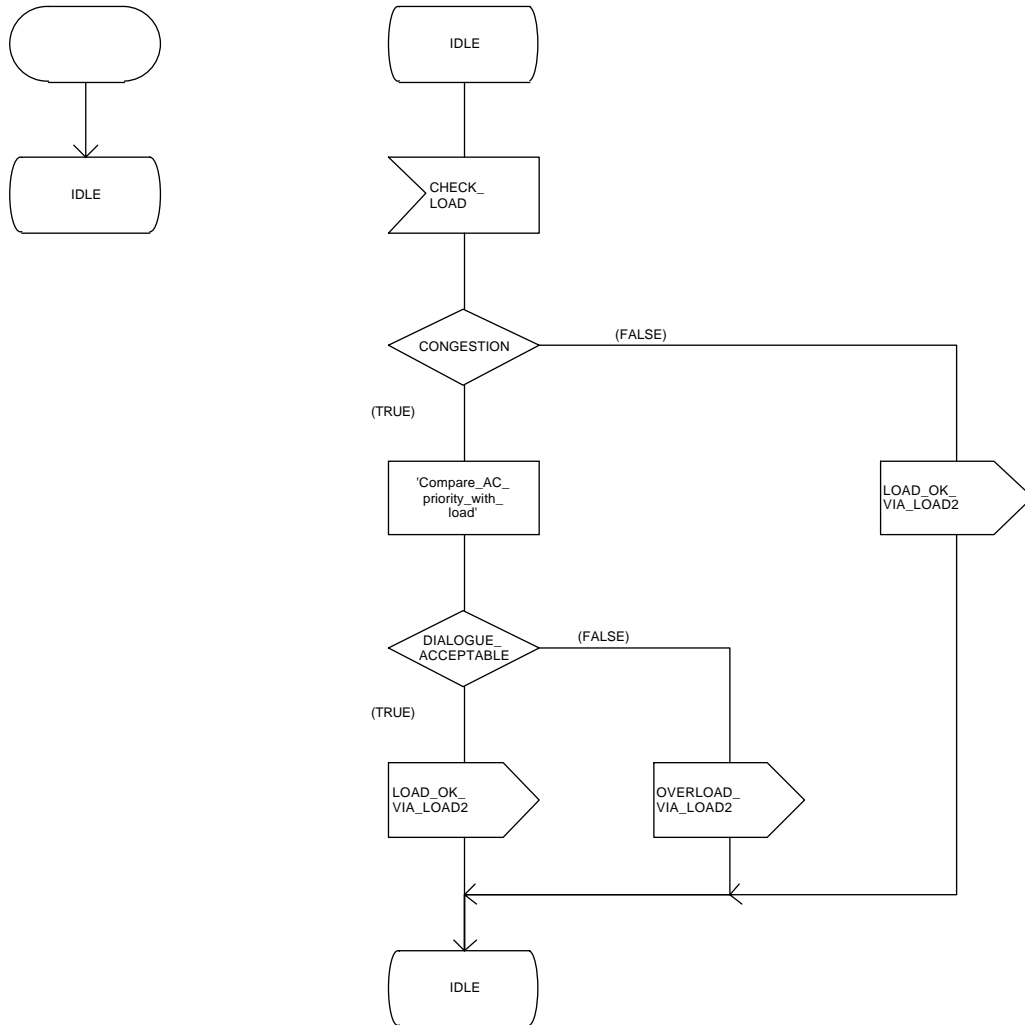 IDLE
IDLE
CHECK_
LOAD
CONGESTION
(FALSE)
(TRUE)
'Compare_AC_
priority_with_
load'
LOAD_OK_
VIA_LOAD2
DIALOGUE_
ACCEPTABLE
(FALSE)
(TRUE)
LOAD_OK_
VIA_LOAD2
OVERLOAD_
VIA_LOAD2
IDLE